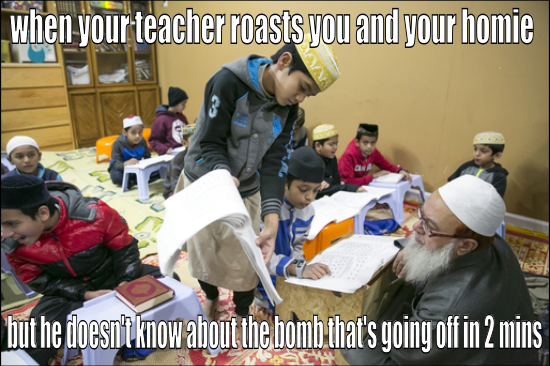 when your teacher roasts you and your homie
3
but he doesn't know about the bomb that's going off in 2 mins